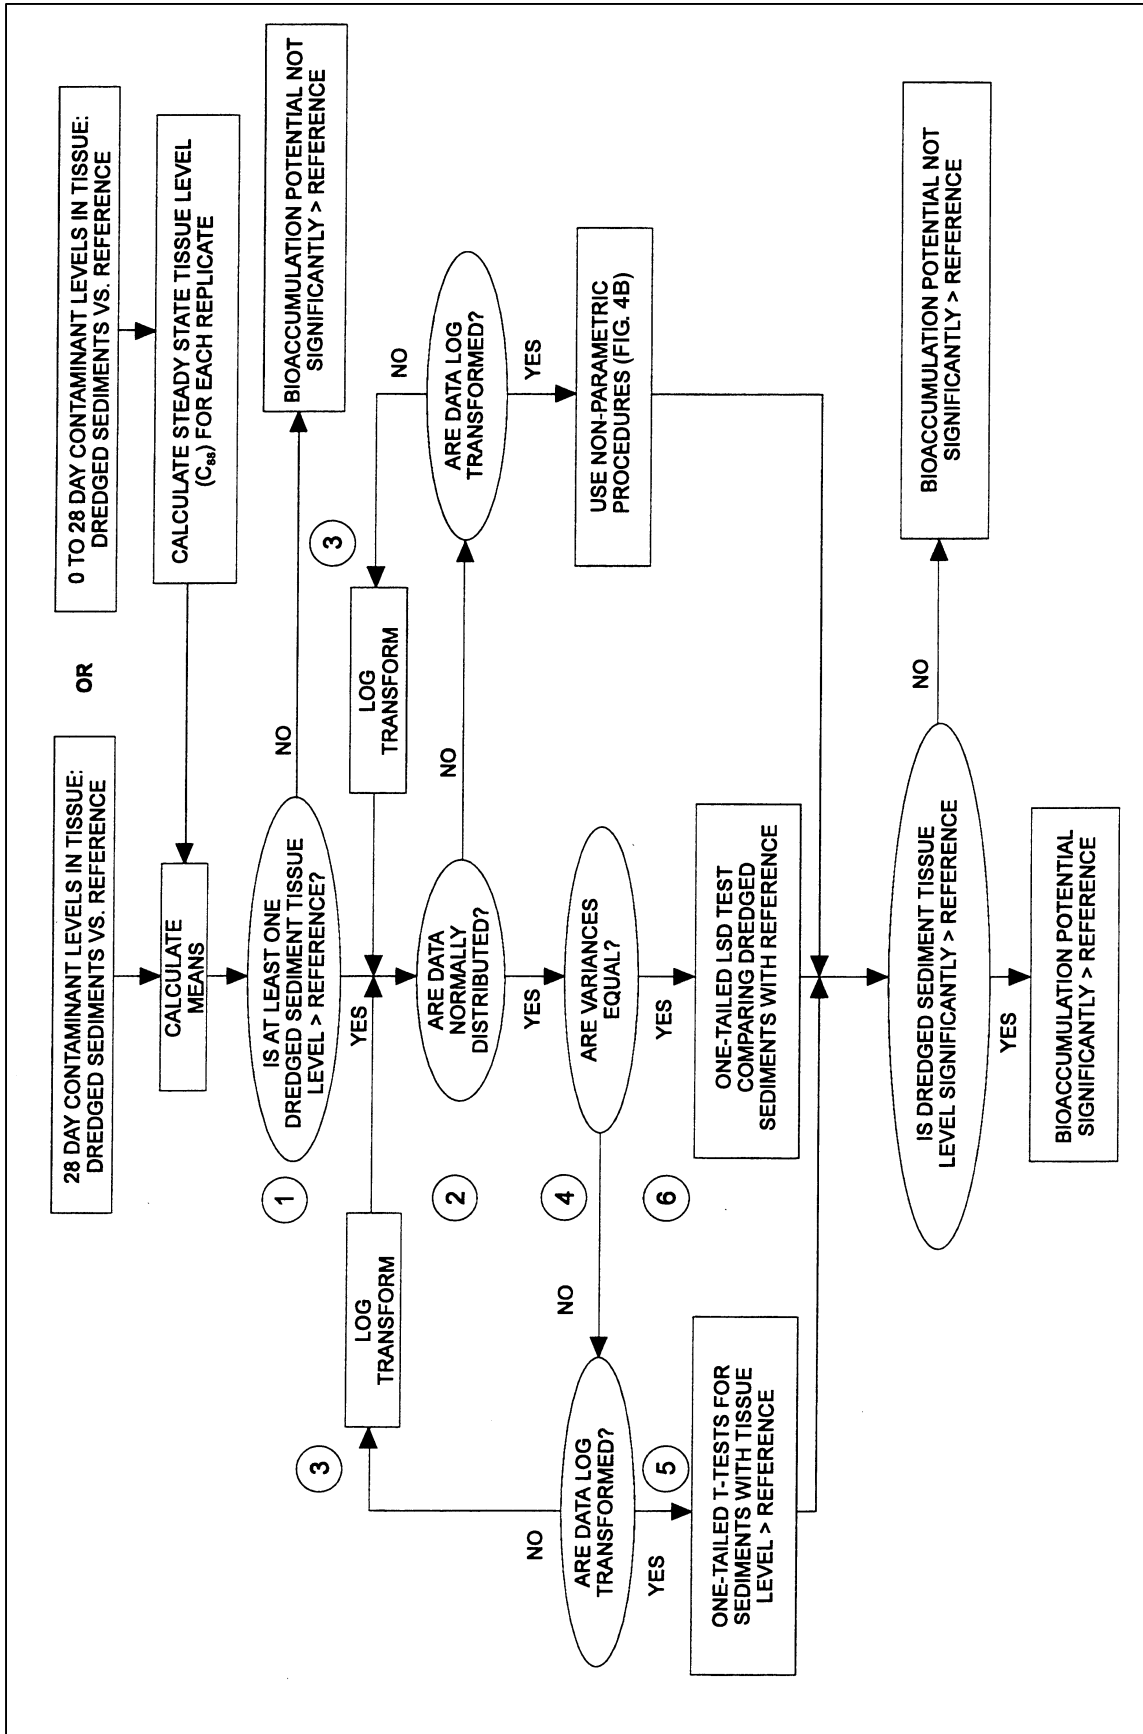 28 DAY CONTAMINANT LEVELS IN TISSUE:
DREDGED SEDIMENTS VS. REFERENCE
OR
0 TO 28 DAY CONTAMINANT LEVELS IN TISSUE:
DREDGED SEDIMENTS VS. REFERENCE
CALCULATE
MEANS
CALCULATE STEADY STATE TISSUE LEVEL
(Css) FOR EACH REPLICATE
1
IS AT LEAST ONE
DREDGED SEDIMENT TISSUE
LEVEL > REFERENCE?
NO
BIOACCUMULATION POTENTIAL NOT
SIGNIFICANTLY > REFERENCE
YES
3
LOG
TRANSFORM
LOG
TRANSFORM
3
NO
2
ARE DATA
NORMALLY
DISTRIBUTED?
NO
ARE DATA LOG
TRANSFORMED?
YES
YES
NO
ARE DATA LOG
TRANSFORMED?
NO
4
ARE VARIANCES
EQUAL?
USE NON-PARAMETRIC
PROCEDURES (FIG. 4B)
YES
5
6
YES
ONE-TAILED T-TESTS FOR
SEDIMENTS WITH TISSUE
LEVEL > REFERENCE
ONE-TAILED LSD TEST
COMPARING DREDGED
SEDIMENTS WITH REFERENCE
IS DREDGED SEDIMENT TISSUE
LEVEL SIGNIFICANTLY > REFERENCE
NO
BIOACCUMULATION POTENTIAL NOT
SIGNIFICANTLY > REFERENCE
YES
BIOACCUMULATION POTENTIAL
SIGNIFICANTLY > REFERENCE